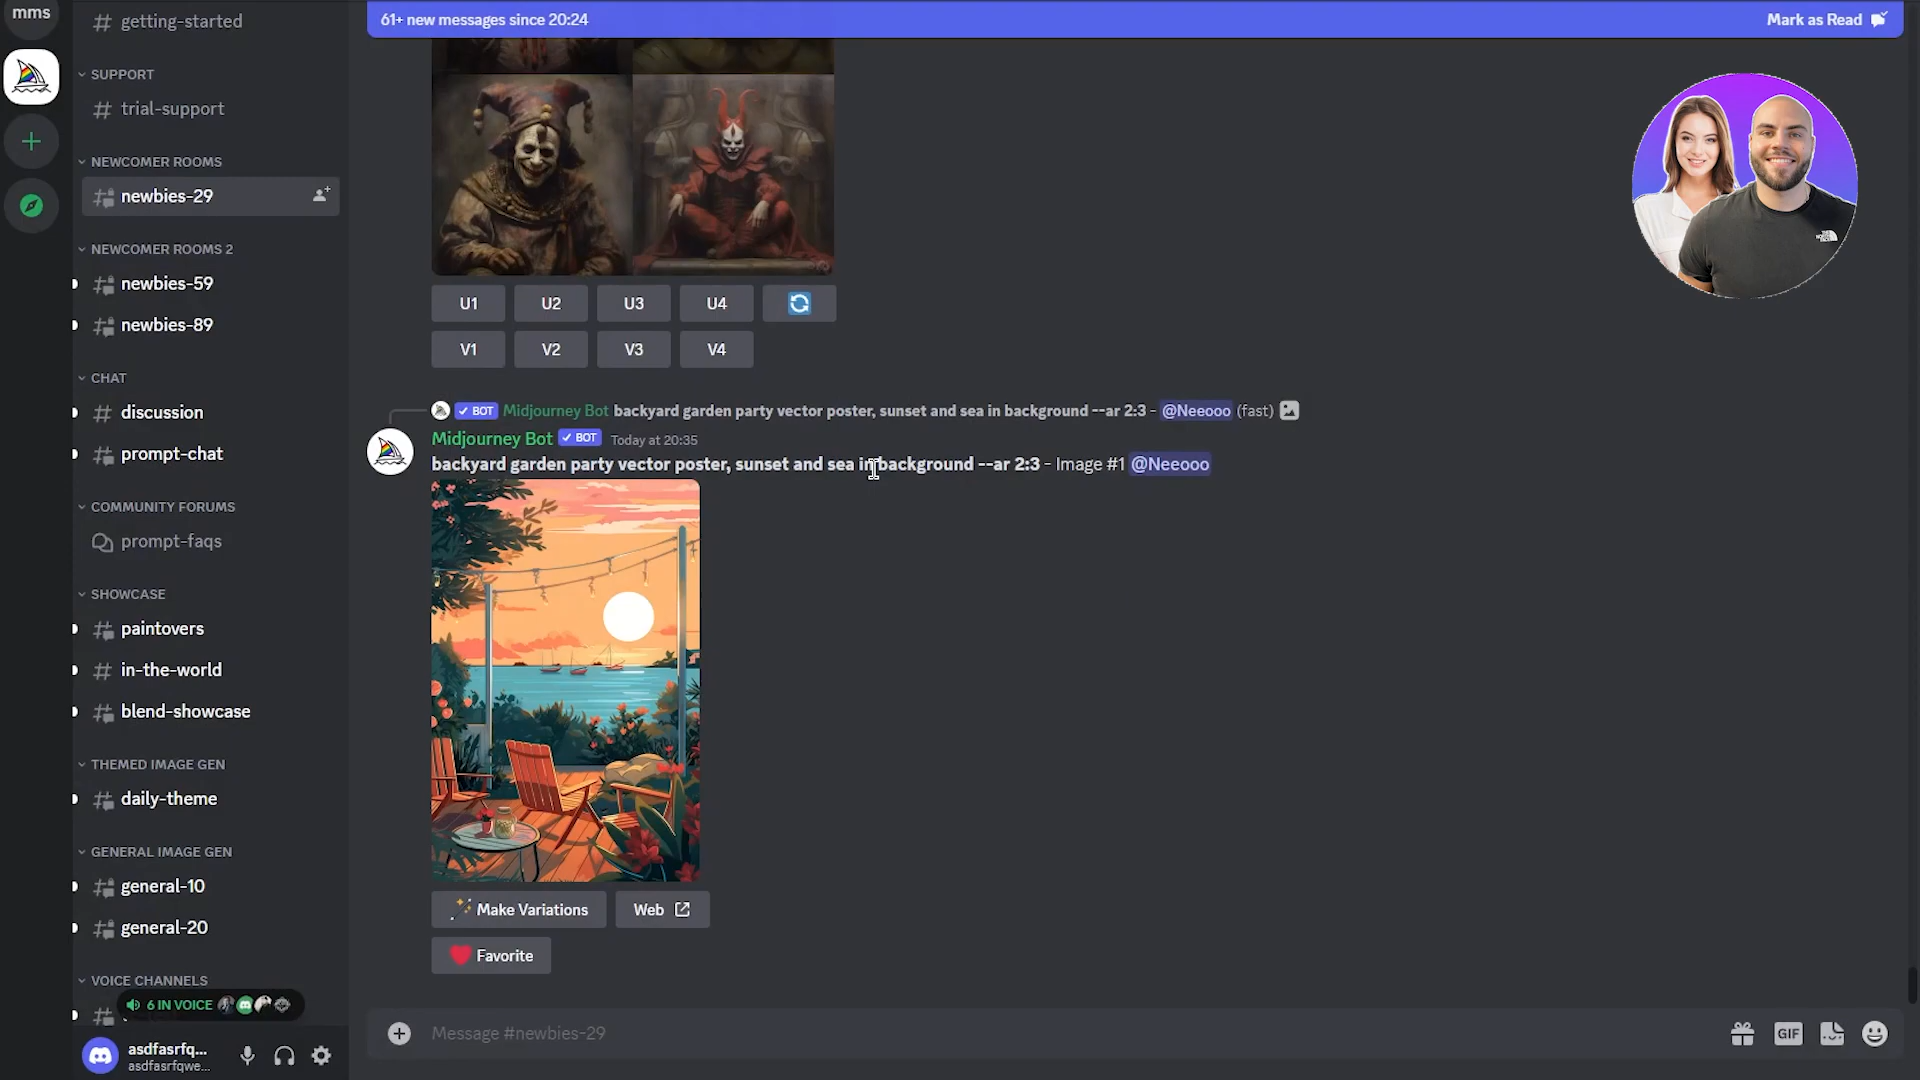 mms
getting-started
SUPPORT
trial-support
NEWCOMER ROOMS
newbies-29
NEWCOMER ROOMS 2
newbies-59
newbies-89
CHAT
discussion
prompt-chat
COMMUNITY FORUMS
prompt-faqs
SHOWCASE
paintovers
in-the-world
blend-showcase
THEMED IMAGE GEN
daily-theme
GENERAL IMAGE GEN
general-10
general-20
VOICE CHANNELS
6 IN VOICE
asdfasrfq...
asdfasrfqwe...
61+ new messages since 20:24
Mark as Read
U1 U2 U3 U4
V1 V2 V3 V4
BOT Midjourney Bot backyard garden party vector poster, sunset and sea in background --ar 2:3 - @Neeooo (fast)
Midjourney Bot BOT Today at 20:35
backyard garden party vector poster, sunset and sea in background --ar 2:3 - Image #1 @Neeooo
Make Variations Web
Favorite
Message #newbies-29
GIF